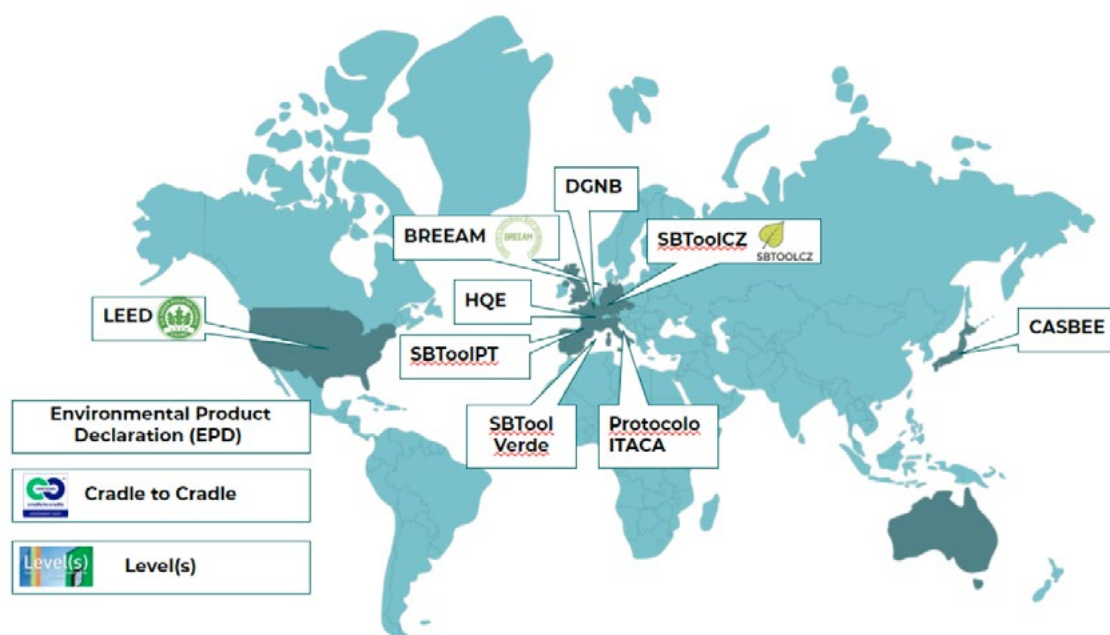 DGNB
BREEAM
BREEAM
SBToolCZ
SBTOOLCZ
HQE
LEED
CASBEE
SBToolPT
Environmental Product
Declaration (EPD)
SBTool
Verde
Protocolo
ITACA
Cradle to Cradle
Level(s)
Level(s)